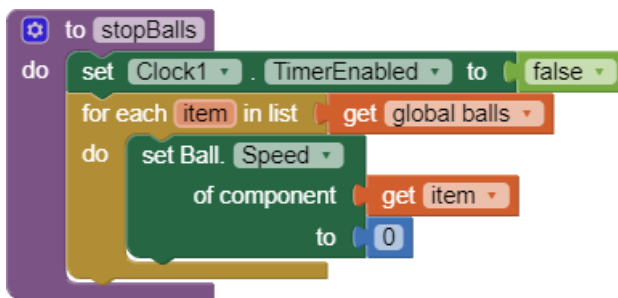 to stopBalls
do set Clock1 . TimerEnabled to false
for each item in list get global balls
do set Ball. Speed
of component get item
to 0